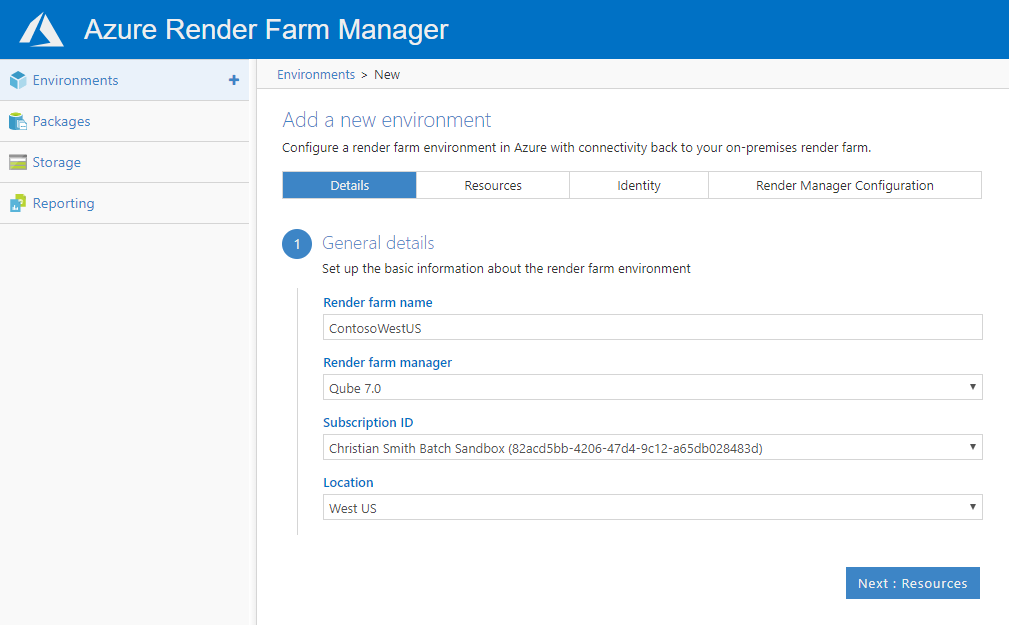 Azure Render Farm Manager
Environments
Packages
Storage
Reporting
Environments > New
Add a new environment
Configure a render farm environment in Azure with connectivity back to your on-premises render farm.
Details Resources Identity Render Manager Configuration
1 General details
Set up the basic information about the render farm environment
Render farm name
ContosoWestUS
Render farm manager
Qube 7.0
Subscription ID
Christian Smith Batch Sandbox (82acd5bb-4206-47d4-9c12-a65db028483d)
Location
West US
Next : Resources